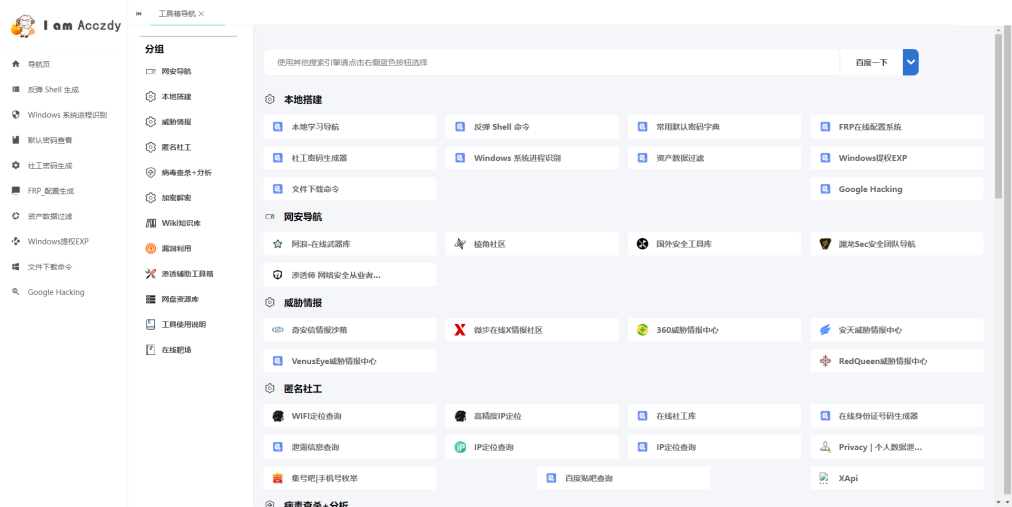 I am Acczdy
导航页
反弹 Shell 生成
Windows 系统进程识别
默认密码查看
社工密码生成
FRP_配置生成
资产数据过滤
Windows提权EXP
文件下载命令
Google Hacking
工具箱导航
分组
网安导航
本地搭建
威胁情报
匿名社工
病毒查杀+分析
加密解密
Wiki知识库
漏洞利用
渗透辅助工具箱
网盘资源库
工具使用说明
在线靶场
使用其他搜索引擎请点击右侧蓝色按钮选择
百度一下
本地搭建
本地学习导航
反弹 Shell 命令
常用默认密码字典
FRP在线配置系统
社工密码生成器
Windows 系统进程识别
资产数据过滤
Windows提权EXP
文件下载命令
Google Hacking
网安导航
阿浪-在线武器库
棱角社区
国外安全工具库
渊龙Sec安全团队导航
渗透师 网络安全从业者...
威胁情报
奇安信情报沙箱
微步在线X情报社区
360威胁情报中心
安天威胁情报中心
VenusEye威胁情报中心
RedQueen威胁情报中心
匿名社工
WIFI定位查询
高精度IP定位
在线社工库
在线身份证号码生成器
泄露信息查询
IP定位查询
IP定位查询
Privacy | 个人数据泄...
集号吧|手机号枚举
百度贴吧查询
XApi
病毒查杀+分析